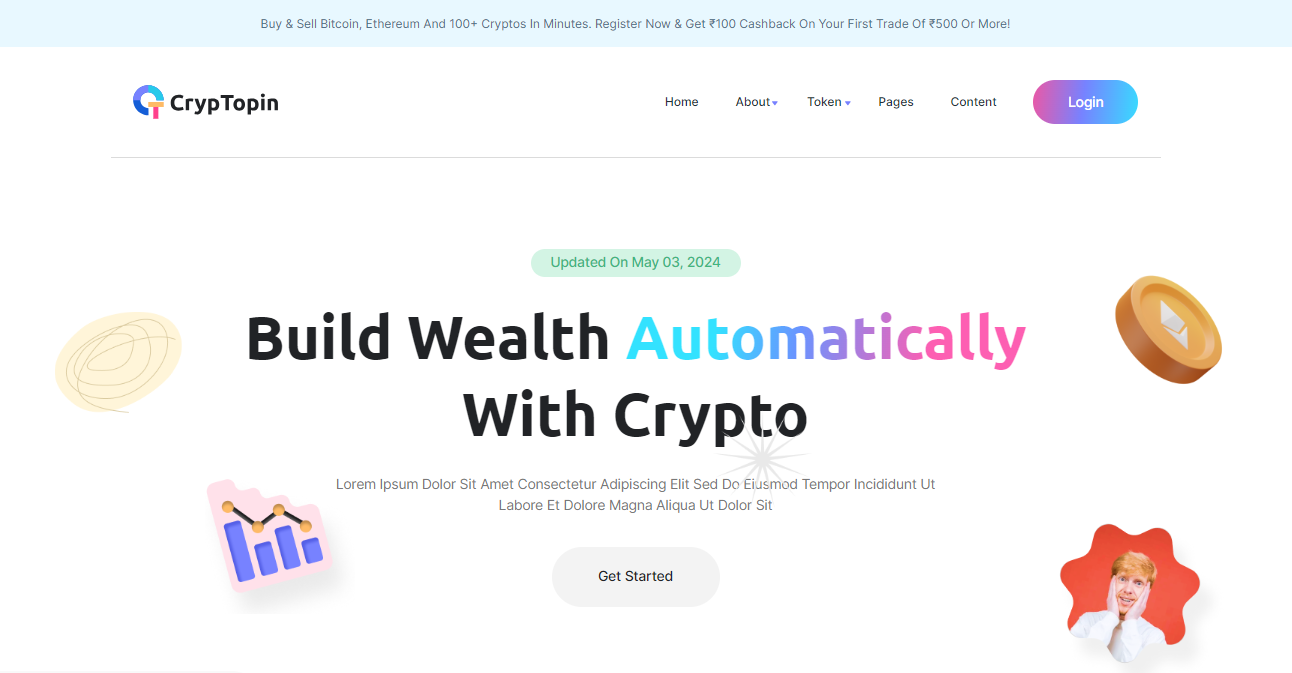 Buy & Sell Bitcoin, Ethereum And 100+ Cryptos In Minutes. Register Now & Get ₹100 Cashback On Your First Trade Of ₹500 Or More!
CrypTopin
Home About Token Pages Content Login
Updated On May 03, 2024
Build Wealth Automatically
With Crypto
Lorem Ipsum Dolor Sit Amet Consectetur Adipiscing Elit Sed Do Eiusmod Tempor Incididunt Ut
Labore Et Dolore Magna Aliqua Ut Dolor Sit
Get Started